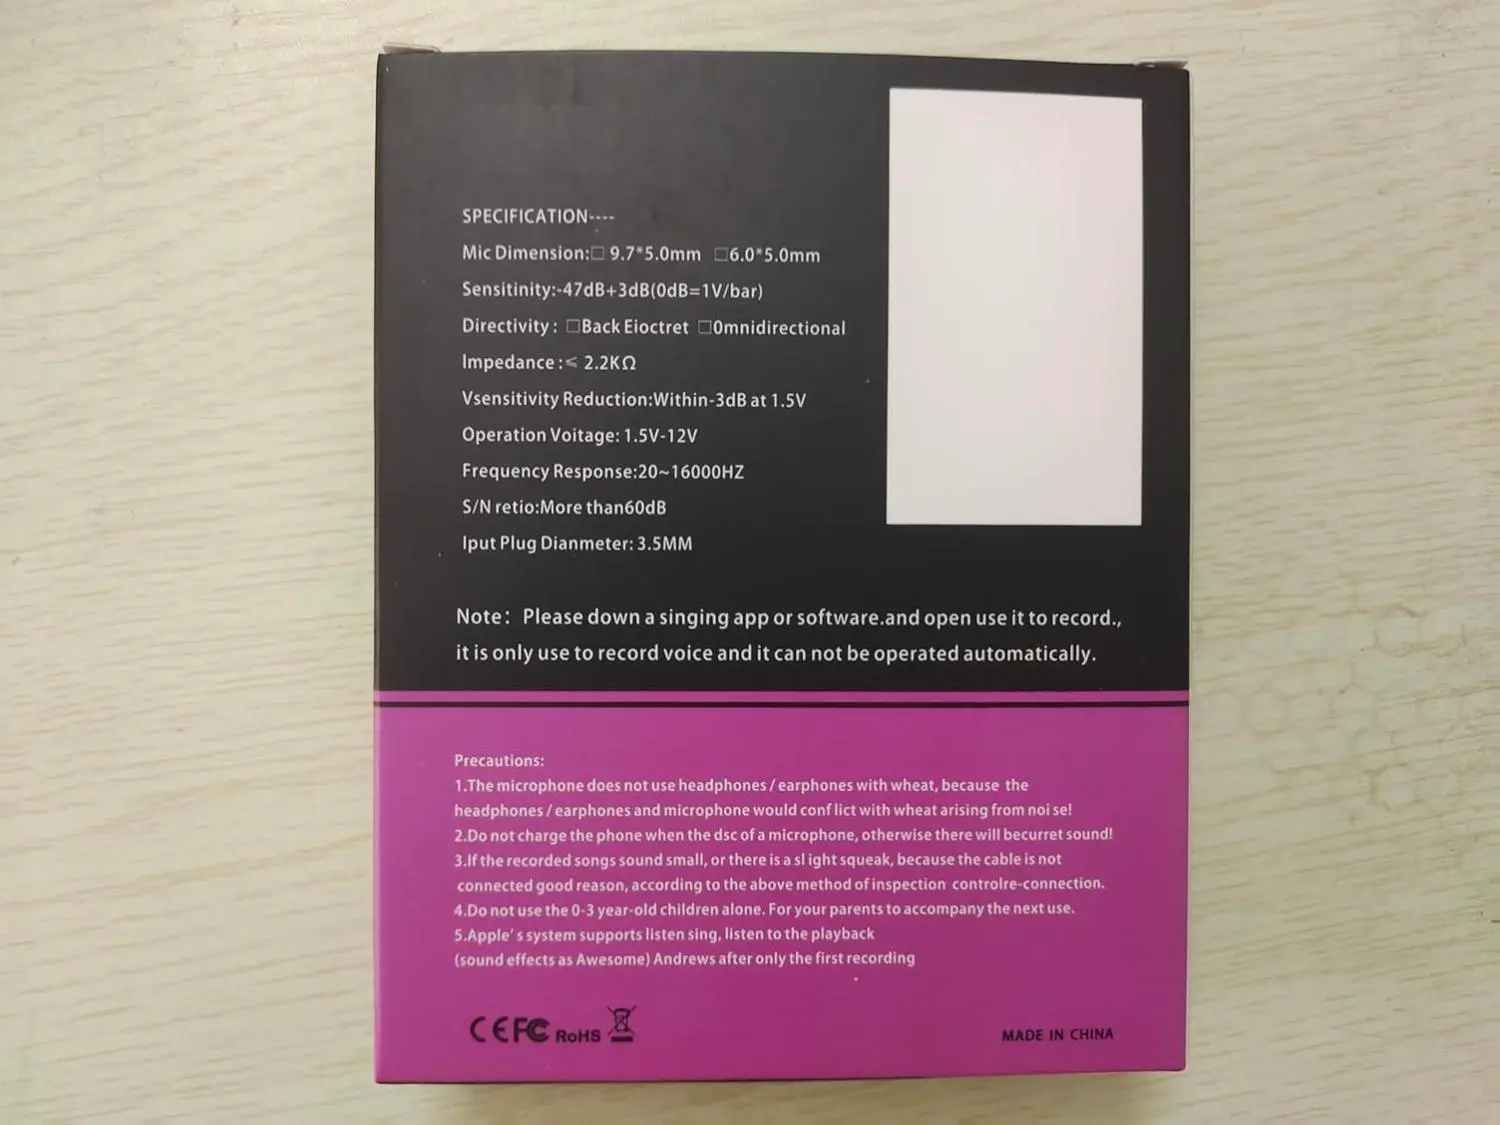 SPECIFICATION----
Mic Dimension:□ 9.7*5.0mm □6.0*5.0mm
Sensitinity:-47dB+3dB(0dB=1V/bar)
Directivity : □Back Eioctret □0mnidirectional
Impedance :≤ 2.2KΩ
Vsensitivity Reduction:Within-3dB at 1.5V
Operation Voitage: 1.5V-12V
Frequency Response:20~16000HZ
S/N retio:More than60dB
Iput Plug Dianmeter: 3.5MM
Note: Please down a singing app or software.and open use it to record.,
it is only use to record voice and it can not be operated automatically.
Precautions:
1.The microphone does not use headphones / earphones with wheat, because the
headphones / earphones and microphone would conf lict with wheat arising from noi se!
2.Do not charge the phone when the dsc of a microphone, otherwise there will becurret sound!
3.If the recorded songs sound small, or there is a sl ight squeak, because the cable is not
connected good reason, according to the above method of inspection controlre-connection.
4.Do not use the 0-3 year-old children alone. For your parents to accompany the next use.
5.Apple' s system supports listen sing, listen to the playback
(sound effects as Awesome) Andrews after only the first recording
CE FC RoHS
MADE IN CHINA